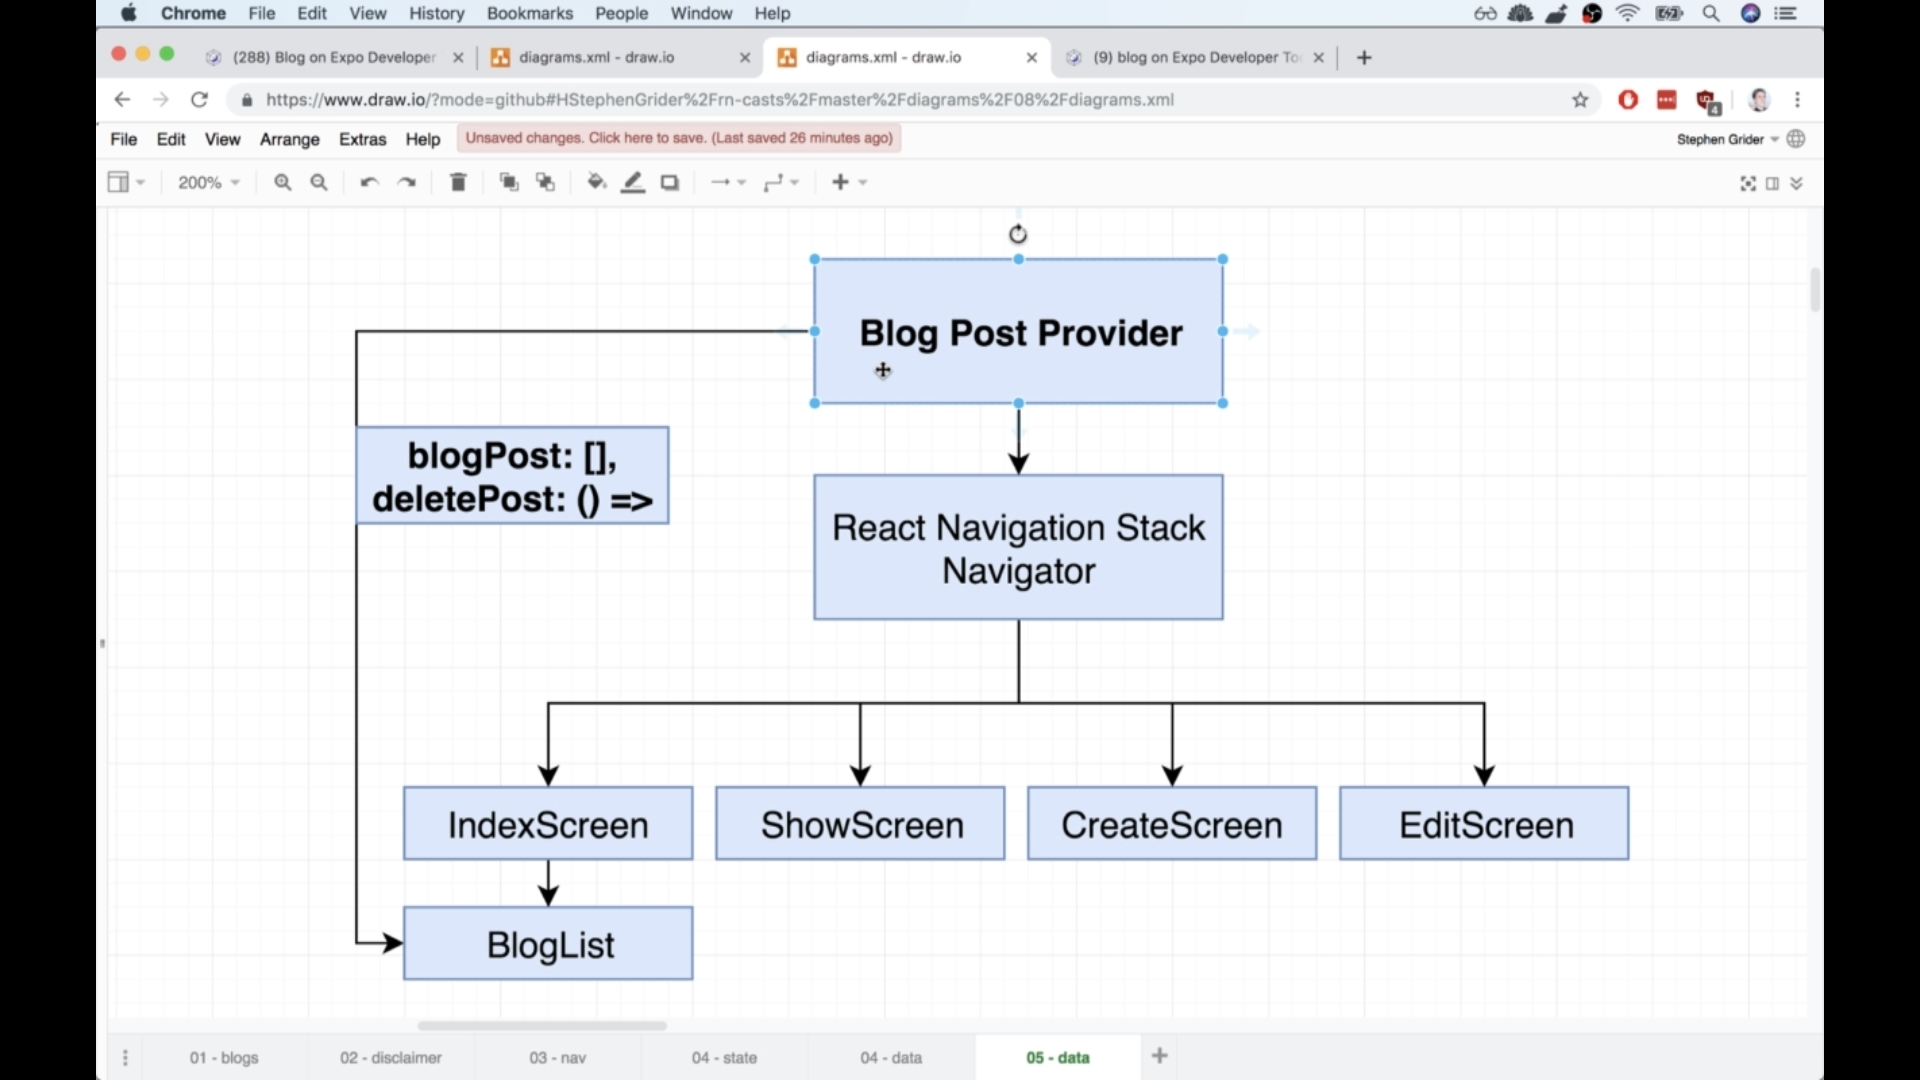 Chrome File Edit View History Bookmarks People Window Help
(288) Blog on Expo Developer
diagrams.xml - draw.io
diagrams.xml - draw.io
(9) blog on Expo Developer To
https://www.draw.io/?mode=github#HStephenGrider%2Frn-casts%2Fmaster%2Fdiagrams%2F08%2Fdiagrams.xml
4
File Edit View Arrange Extras Help
Unsaved changes. Click here to save. (Last saved 26 minutes ago)
Stephen Grider
200%
Blog Post Provider
blogPost: [],
deletePost: () =>
React Navigation Stack
Navigator
IndexScreen
ShowScreen
CreateScreen
EditScreen
BlogList
01 - blogs
02 - disclaimer
03 - nav
04 - state
04 - data
05 - data